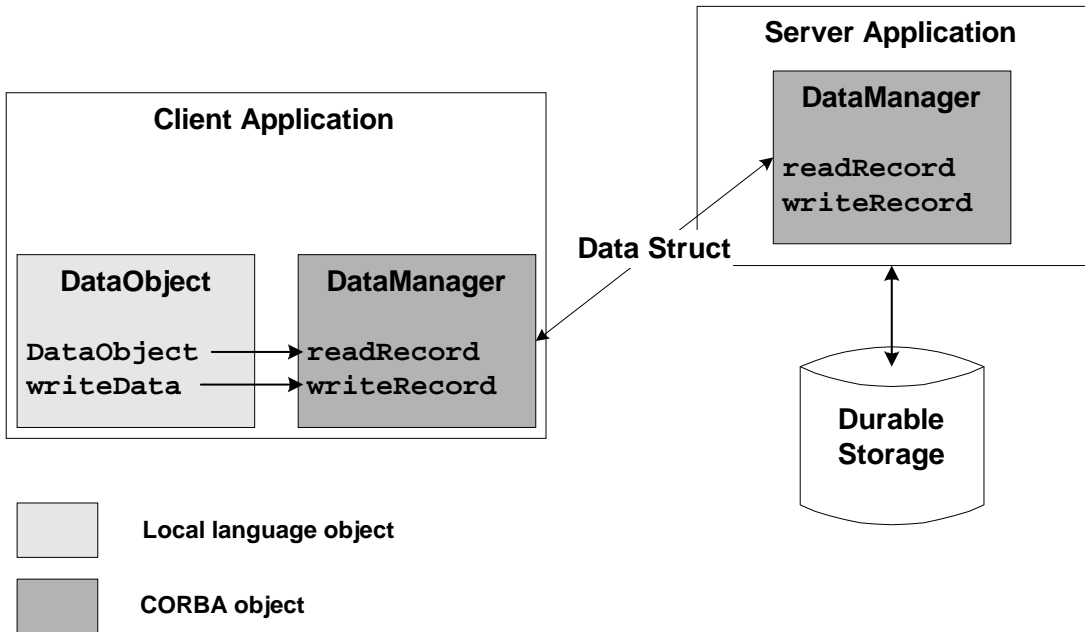 Server Application
DataManager
readRecord
writeRecord
Client Application
Data Struct
DataObject
DataObject
writeData
DataManager
readRecord
writeRecord
Durable
Storage
Local language object
CORBA object